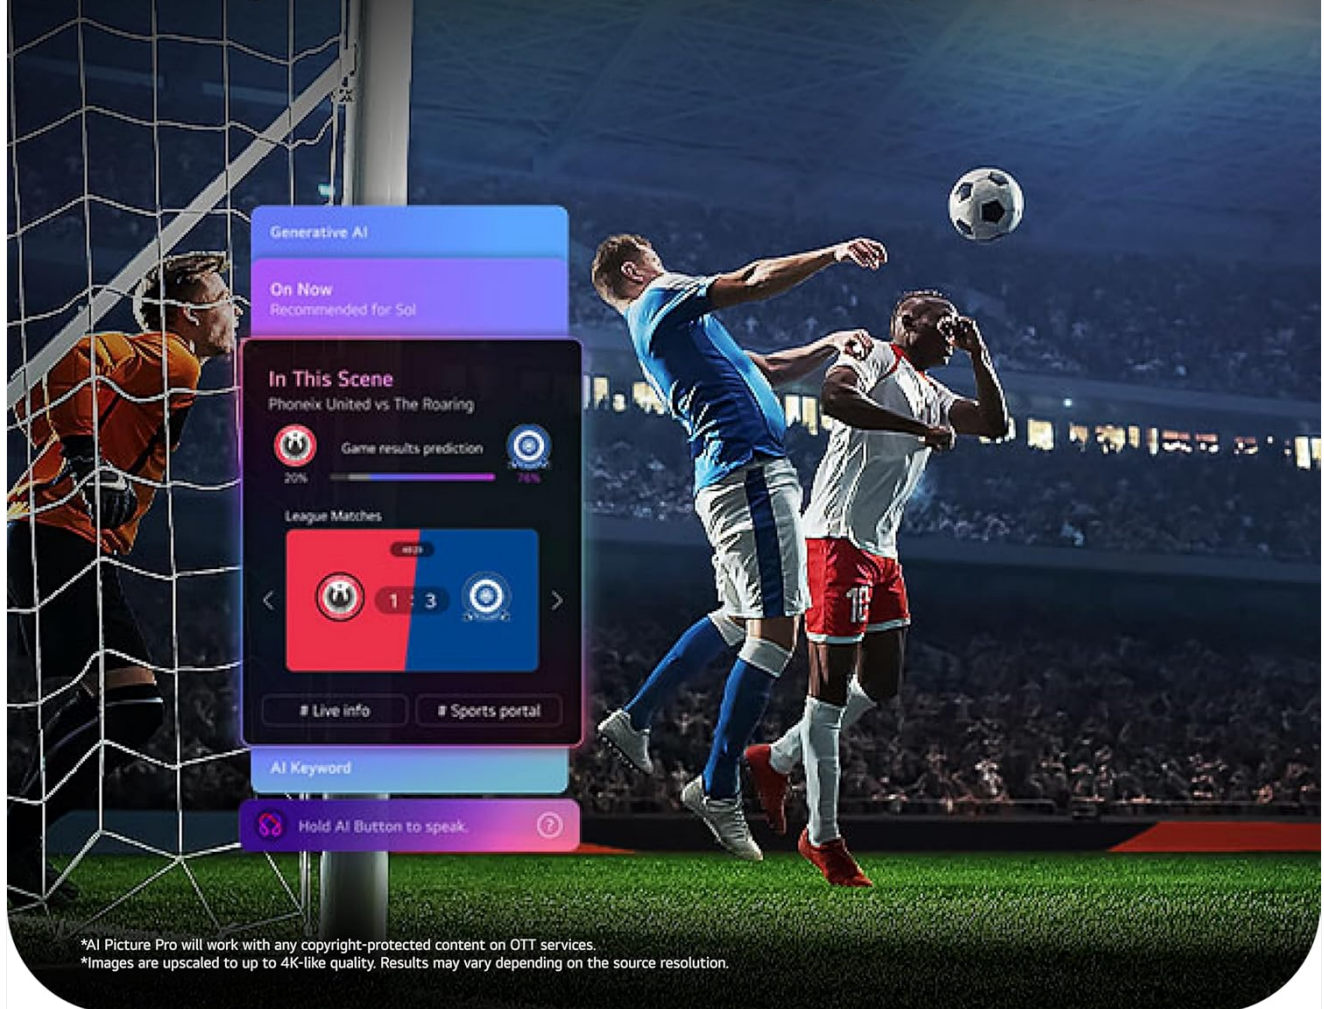 Generative AI
On Now
Recommended for Sol
In This Scene
Phoneix United vs The Roaring
Game results prediction
20%
76%
League Matches
1 : 3
# Live info
# Sports portal
AI Keyword
Hold AI Button to speak.
?
18
*AI Picture Pro will work with any copyright-protected content on OTT services.
*Images are upscaled to up to 4K-like quality. Results may vary depending on the source resolution.